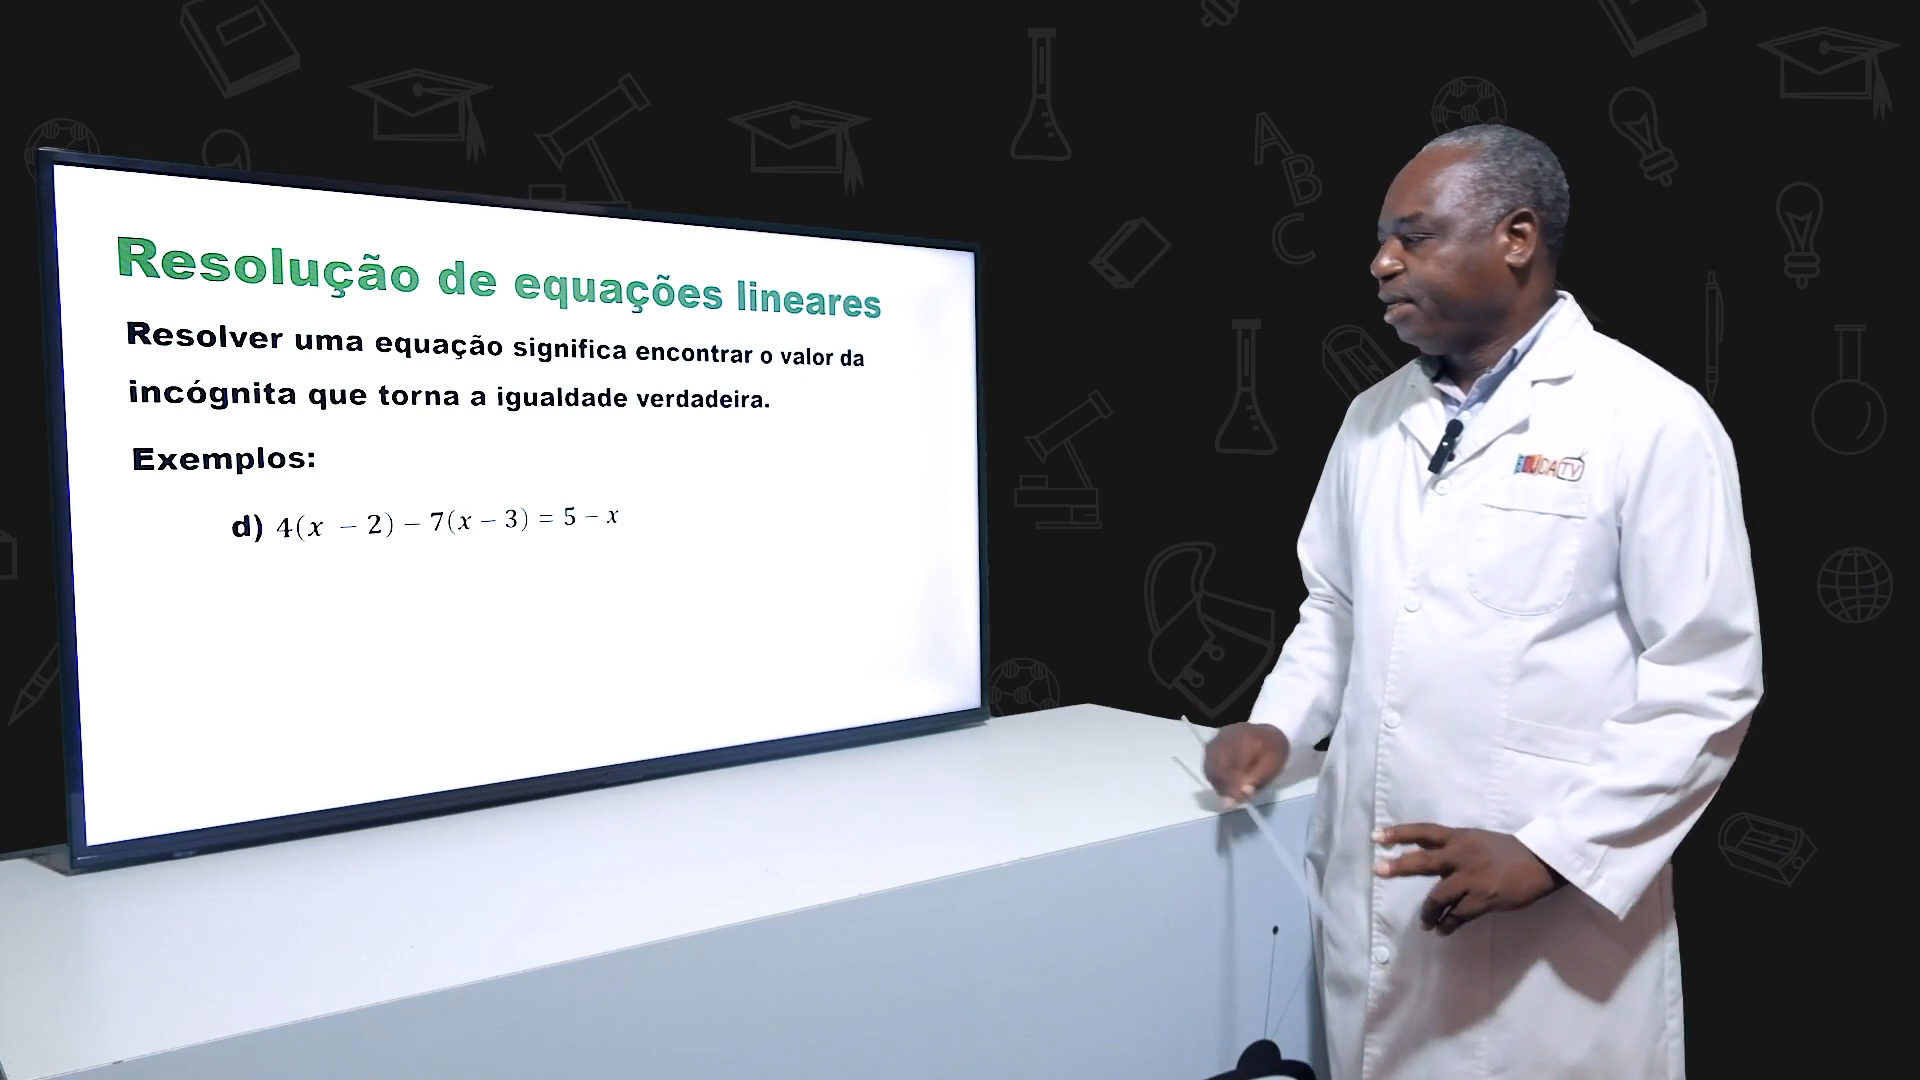 Resolução de equações lineares
Resolver uma equação significa encontrar o valor da
incógnita que torna a igualdade verdadeira.
Exemplos:
d) 4(x − 2) − 7(x − 3) = 5 − x
A
B
C
EDUCATV